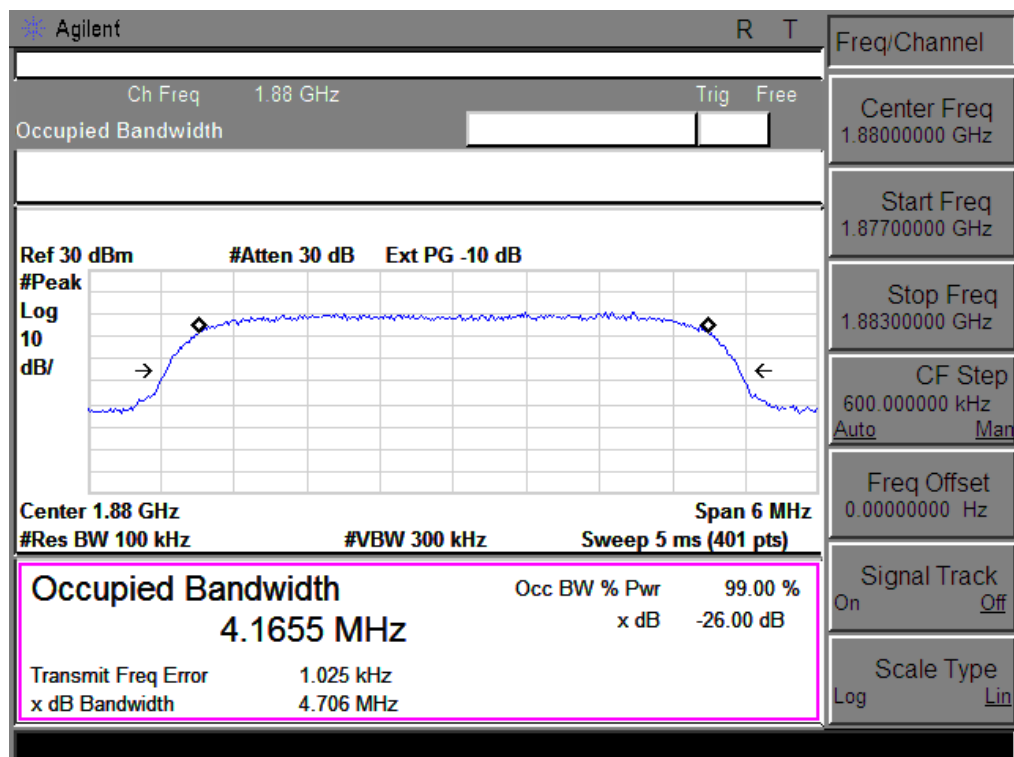 Agilent R T
Ch Freq 1.88 GHz Trig Free
Occupied Bandwidth
Ref 30 dBm #Atten 30 dB Ext PG -10 dB
#Peak
Log
10
dB/
Center 1.88 GHz Span 6 MHz
#Res BW 100 kHz #VBW 300 kHz Sweep 5 ms (401 pts)
Occupied Bandwidth Occ BW % Pwr 99.00 %
4.1655 MHz x dB -26.00 dB
Transmit Freq Error 1.025 kHz
x dB Bandwidth 4.706 MHz
Freq/Channel
Center Freq
1.88000000 GHz
Start Freq
1.87700000 GHz
Stop Freq
1.88300000 GHz
CF Step
600.000000 kHz
Auto Man
Freq Offset
0.00000000 Hz
Signal Track
On Off
Scale Type
Log Lin